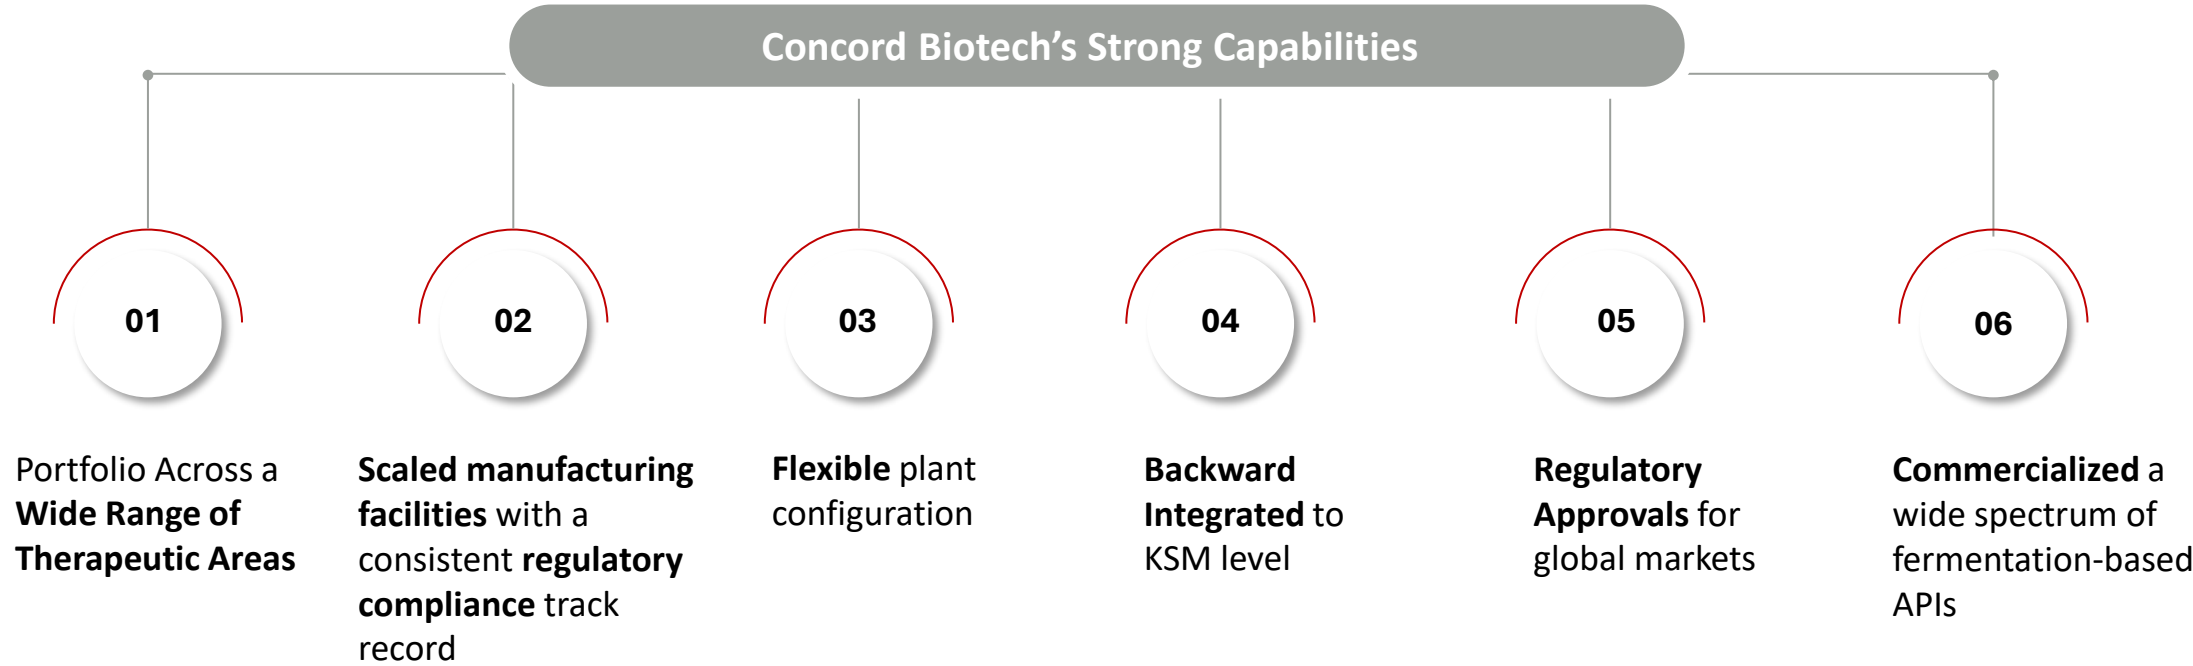 Concord Biotech's Strong Capabilities
01
Portfolio Across a
Wide Range of
Therapeutic Areas
02
Scaled manufacturing
facilities with a
consistent regulatory
compliance track
record
03
Flexible plant
configuration
04
Backward
Integrated to
KSM level
05
Regulatory
Approvals for
global markets
06
Commercialized a
wide spectrum of
fermentation-based
APIs